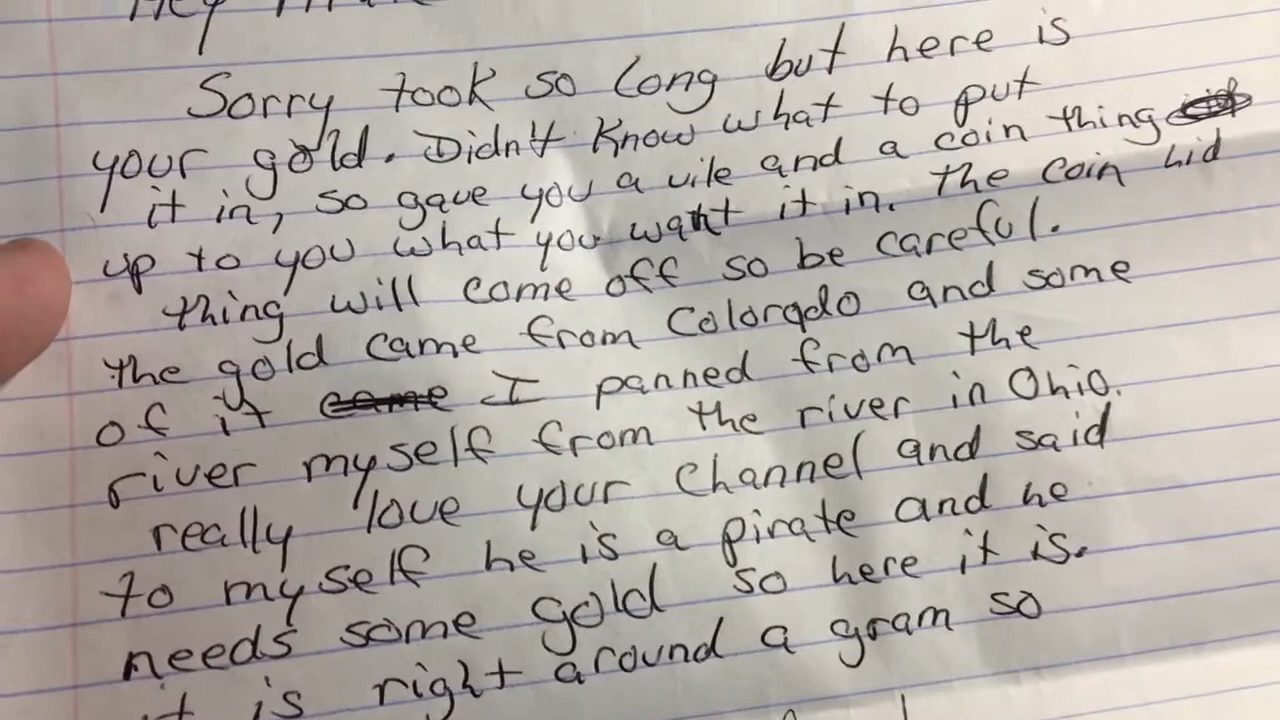 Hey
Sorry took so long but here is
your gold. Didn't Know what to put
it in, so gave you a vile and a coin thing
up to you what you want it in. The coin lid
thing will come off so be careful.
the gold came from Colorado and some
of it came I panned from the
river myself from the river in Ohio.
really love your channel and said
to myself he is a pirate and he
needs some gold so here it is.
it is right around a gram so